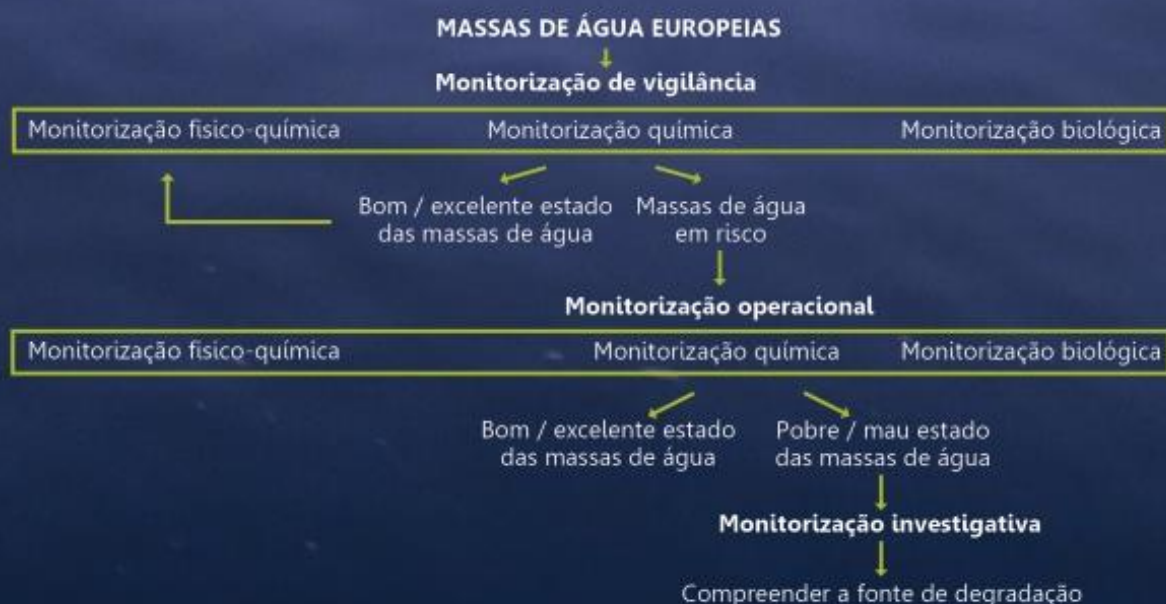 MASSAS DE ÁGUA EUROPEIAS
Monitorização de vigilância
Monitorização fisico-química Monitorização química Monitorização biológica
Bom / excelente estado
das massas de água
Massas de água
em risco
Monitorização operacional
Monitorização fisico-química Monitorização química Monitorização biológica
Bom / excelente estado
das massas de água
Pobre / mau estado
das massas de água
Monitorização investigativa
Compreender a fonte de degradação